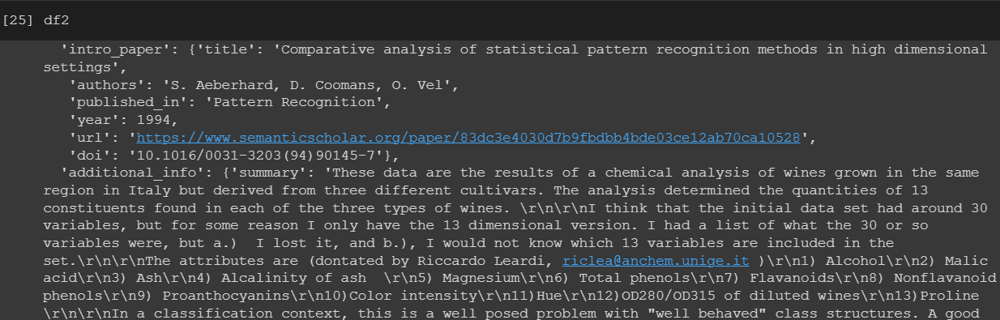 [25] df2
'intro_paper': {'title': 'Comparative analysis of statistical pattern recognition methods in high dimensional
settings',
'authors': 'S. Aeberhard, D. Coomans, O. Vel',
'published_in': 'Pattern Recognition',
'year': 1994,
'url': 'https://www.semanticscholar.org/paper/83dc3e4030d7b9fbdbb4bde03ce12ab70ca10528',
'doi': '10.1016/0031-3203(94)90145-7'},
'additional_info': {'summary': 'These data are the results of a chemical analysis of wines grown in the same
region in Italy but derived from three different cultivars. The analysis determined the quantities of 13
constituents found in each of the three types of wines. \r\n\r\nI think that the initial data set had around 30
variables, but for some reason I only have the 13 dimensional version. I had a list of what the 30 or so
variables were, but a.)  I lost it, and b.), I would not know which 13 variables are included in the
set.\r\n\r\nThe attributes are (dontated by Riccardo Leardi, riclea@anchem.unige.it )\r\n1) Alcohol\r\n2) Malic
acid\r\n3) Ash\r\n4) Alcalinity of ash  \r\n5) Magnesium\r\n6) Total phenols\r\n7) Flavanoids\r\n8) Nonflavanoid
phenols\r\n9) Proanthocyanins\r\n10)Color intensity\r\n11)Hue\r\n12)OD280/OD315 of diluted wines\r\n13)Proline
\r\n\r\nIn a classification context, this is a well posed problem with "well behaved" class structures. A good